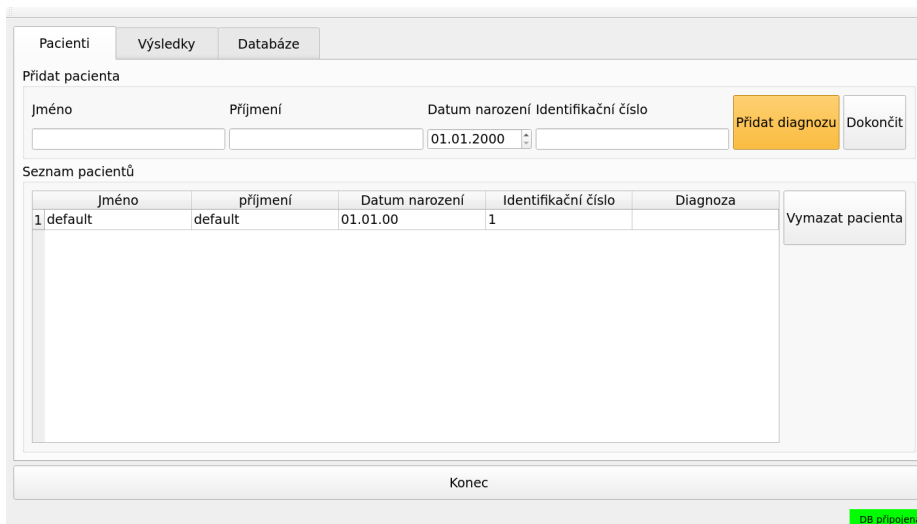 Pacienti Výsledky Databáze
Přidat pacienta
Jméno Příjmení Datum narození Identifikační číslo
01.01.2000
Přidat diagnozu Dokončit
Seznam pacientů
Jméno příjmení Datum narození Identifikační číslo Diagnoza
1 default default 01.01.00 1
Vymazat pacienta
Konec
DB připojena